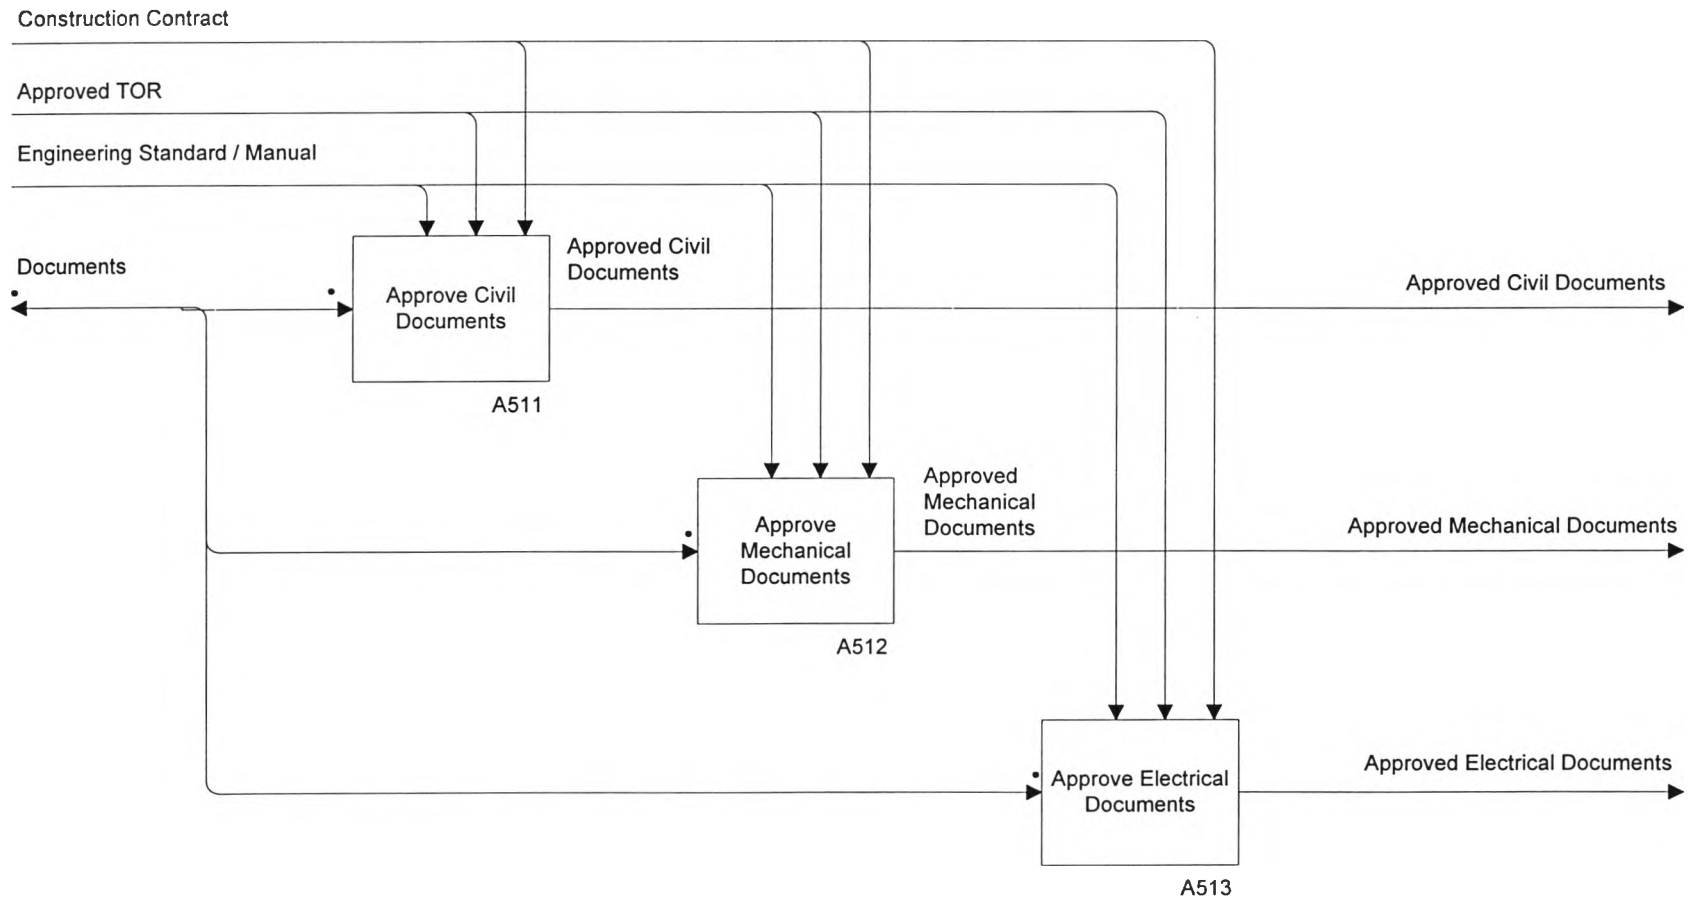 Construction Contract
Approved TOR
Engineering Standard / Manual
Documents
Approve Civil
Documents
A511
Approved Civil
Documents
Approved Civil Documents
Approve
Mechanical
Documents
A512
Approved
Mechanical
Documents
Approved Mechanical Documents
Approve Electrical
Documents
A513
Approved Electrical Documents